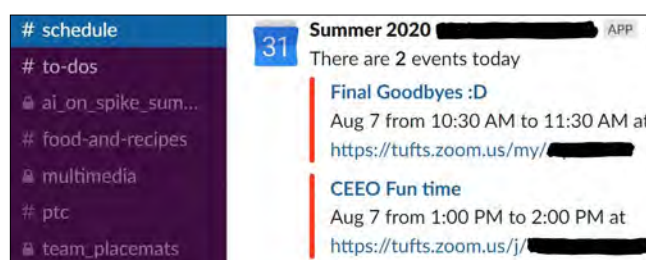 # schedule
# to-dos
ai_on_spike_sum...
# food-and-recipes
multimedia
# ptc
team_placemats
31
Summer 2020 APP
There are 2 events today
Final Goodbyes :D
Aug 7 from 10:30 AM to 11:30 AM at
https://tufts.zoom.us/my/
CEEO Fun time
Aug 7 from 1:00 PM to 2:00 PM at
https://tufts.zoom.us/j/